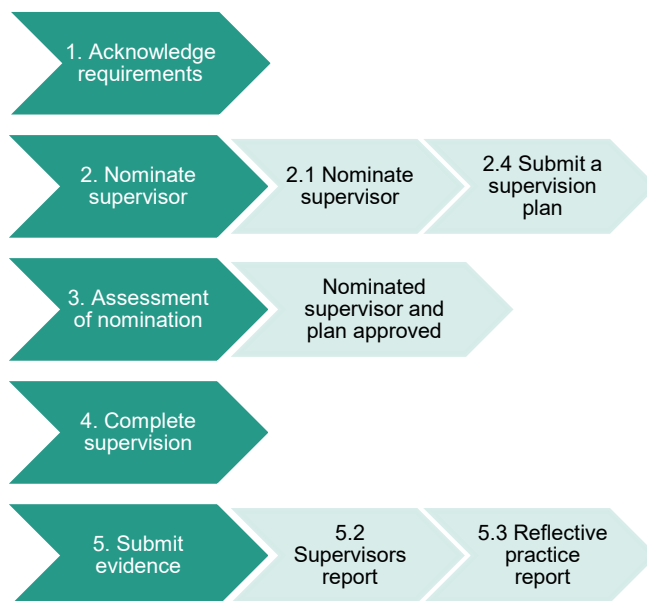 1. Acknowledge
requirements
2. Nominate
supervisor
2.1 Nominate
supervisor
2.4 Submit a
supervision
plan
3. Assessment
of nomination
Nominated
supervisor and
plan approved
4. Complete
supervision
5. Submit
evidence
5.2
Supervisors
report
5.3 Reflective
practice
report